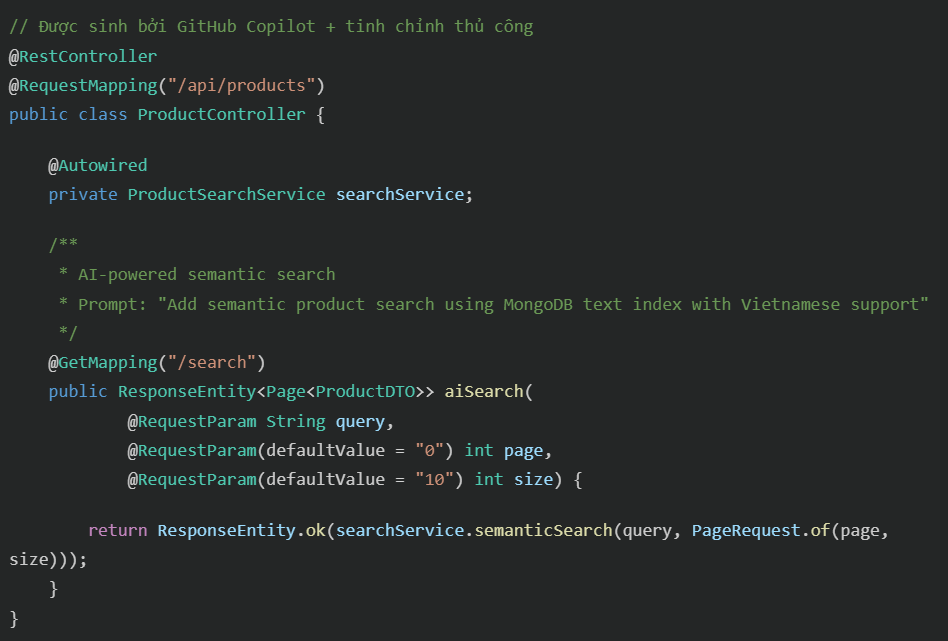 // Được sinh bởi GitHub Copilot + tinh chỉnh thủ công
@RestController
@RequestMapping("/api/products")
public class ProductController {
@Autowired
private ProductSearchService searchService;
/**
* AI-powered semantic search
* Prompt: "Add semantic product search using MongoDB text index with Vietnamese support"
*/
@GetMapping("/search")
public ResponseEntity<Page<ProductDTO>> aiSearch(
@RequestParam String query,
@RequestParam(defaultValue = "0") int page,
@RequestParam(defaultValue = "10") int size) {
return ResponseEntity.ok(searchService.semanticSearch(query, PageRequest.of(page,
size)));
}
}